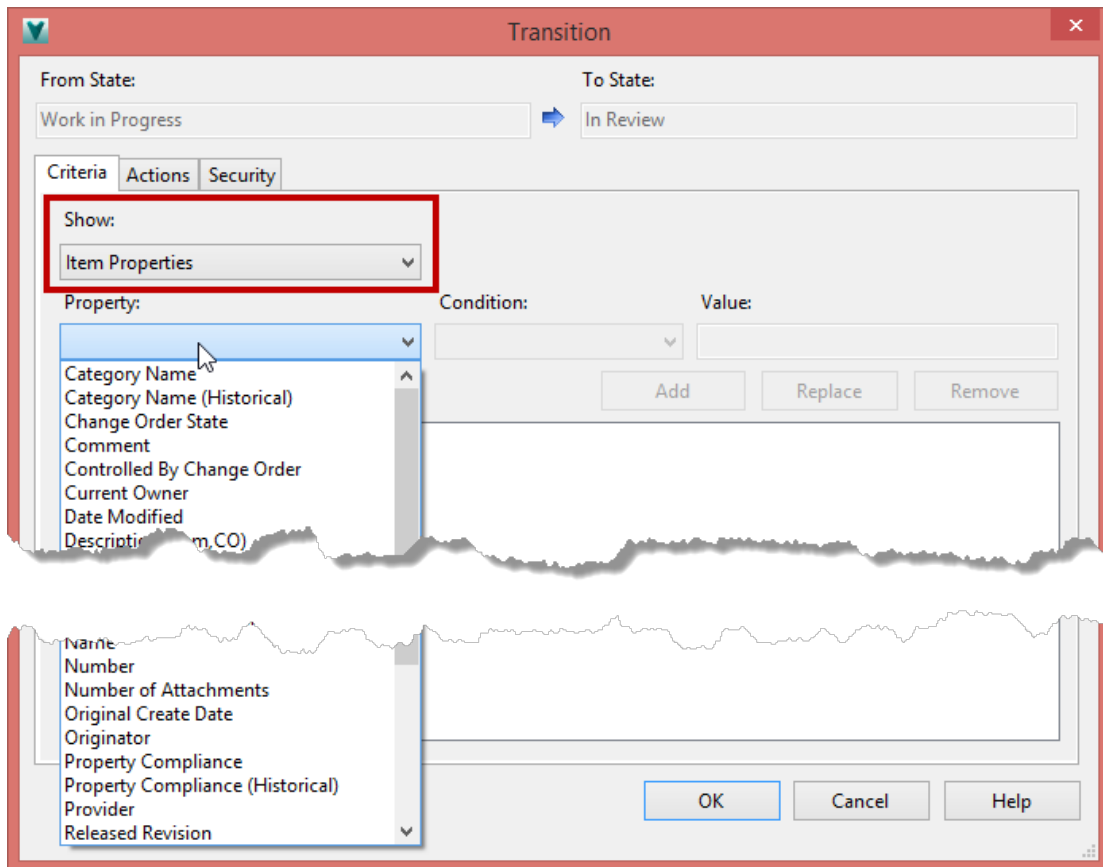 Transition
From State: To State:
Work in Progress In Review
Criteria Actions Security
Show:
Item Properties
Property: Condition: Value:
Add Replace Remove
Category Name
Category Name (Historical)
Change Order State
Comment
Controlled By Change Order
Current Owner
Date Modified
m,CO)
Name
Number
Number of Attachments
Original Create Date
Originator
Property Compliance
Property Compliance (Historical)
Provider
Released Revision
OK Cancel Help